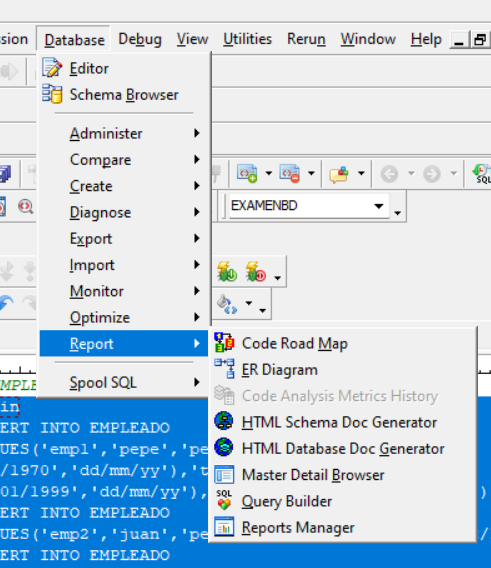 sion Database Debug View Utilities Rerun Window Help
Editor
Schema Browser
Administer
Compare
Create
Diagnose
Export
Import
Monitor
Optimize
Report
Spool SQL
SQL
EXAMENBD
Code Road Map
ER Diagram
Code Analysis Metrics History
HTML Schema Doc Generator
HTML Database Doc Generator
Master Detail Browser
SQL
Query Builder
Reports Manager
MPLE
in
ERT INTO EMPLEADO
UES('emp1','pepe','pe
/1970','dd/mm/yy'),'t
01/1999','dd/mm/yy'), )
ERT INTO EMPLEADO
UES('emp2','juan','pe /
ERT INTO EMPLEADO